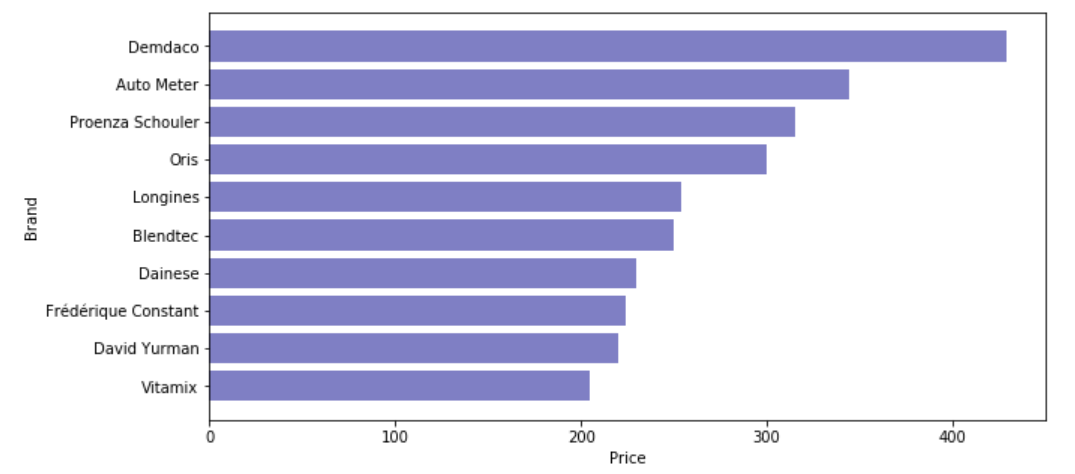 Brand
Demdaco
Auto Meter
Proenza Schouler
Oris
Longines
Blendtec
Dainese
Frédérique Constant
David Yurman
Vitamix
0 100 200 300 400
Price